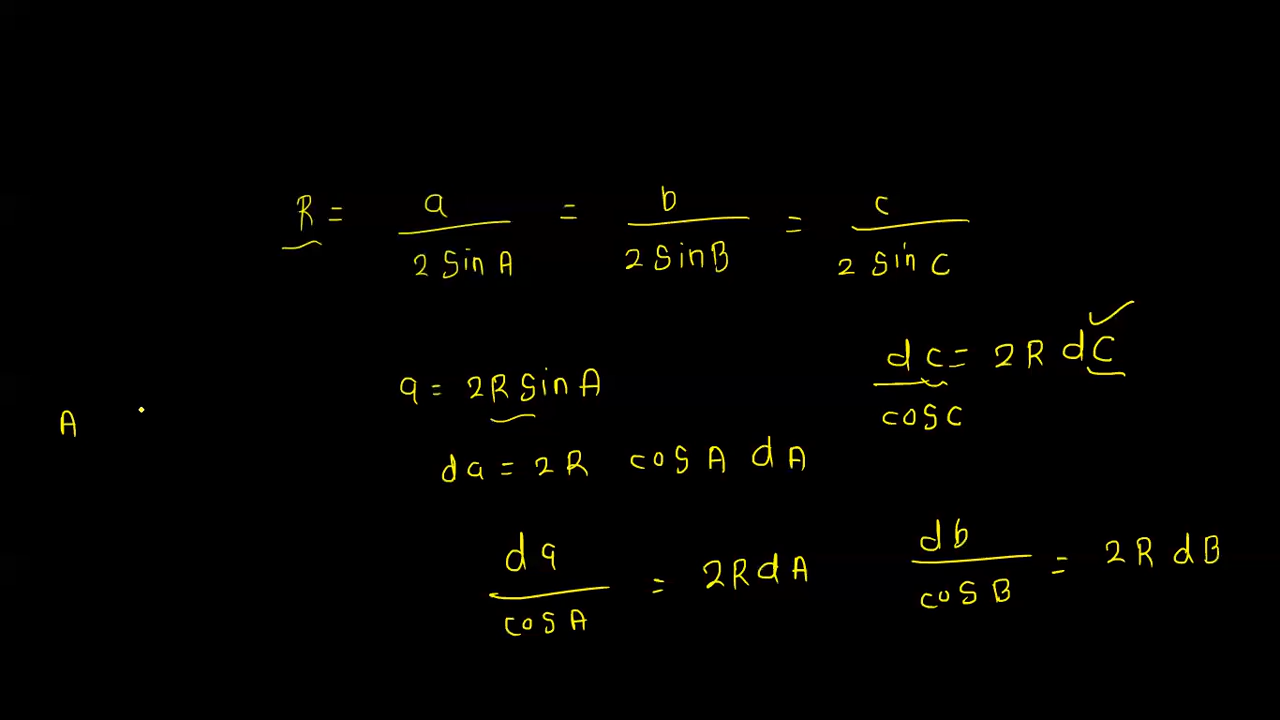 R = a / 2 sin A = b / 2 sin B = c / 2 sin C
dc / cos C = 2R dC
a = 2R sin A
A
da = 2R cos A dA
da / cos A = 2R dA
db / cos B = 2R dB